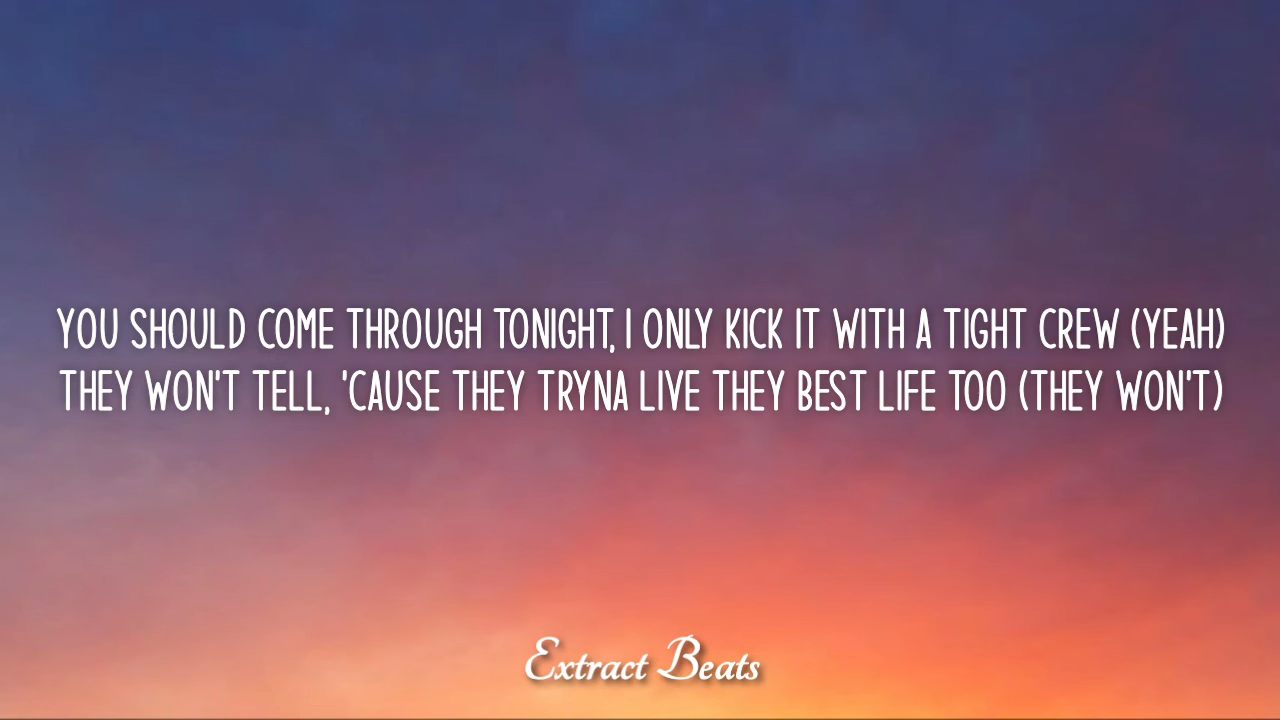 YOU SHOULD COME THROUGH TONIGHT, I ONLY KICK IT WITH A TIGHT CREW (YEAH)
THEY WON'T TELL, 'CAUSE THEY TRYNA LIVE THEY BEST LIFE TOO (THEY WON'T)
Extract Beats